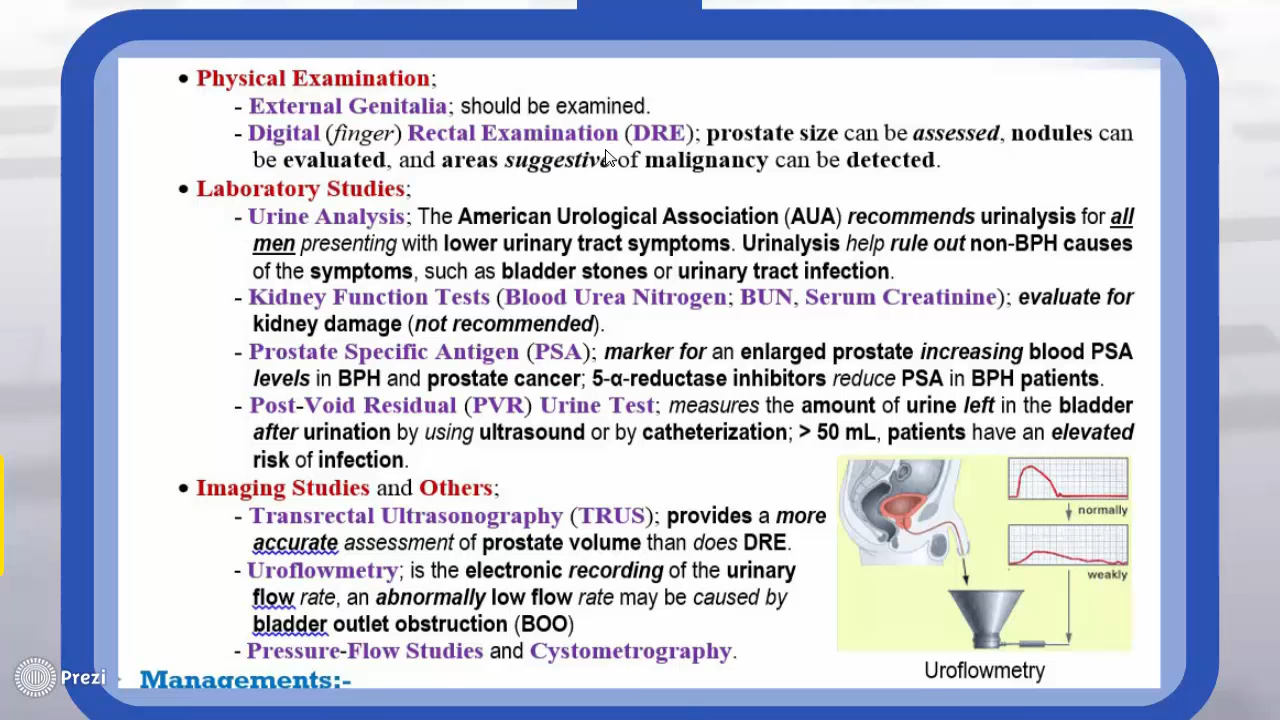 • Physical Examination;
- External Genitalia; should be examined.
- Digital (finger) Rectal Examination (DRE); prostate size can be assessed, nodules can
be evaluated, and areas suggestive of malignancy can be detected.
• Laboratory Studies;
- Urine Analysis; The American Urological Association (AUA) recommends urinalysis for all
men presenting with lower urinary tract symptoms. Urinalysis help rule out non-BPH causes
of the symptoms, such as bladder stones or urinary tract infection.
- Kidney Function Tests (Blood Urea Nitrogen; BUN, Serum Creatinine); evaluate for
kidney damage (not recommended).
- Prostate Specific Antigen (PSA); marker for an enlarged prostate increasing blood PSA
levels in BPH and prostate cancer; 5-α-reductase inhibitors reduce PSA in BPH patients.
- Post-Void Residual (PVR) Urine Test; measures the amount of urine left in the bladder
after urination by using ultrasound or by catheterization; > 50 mL, patients have an elevated
risk of infection.
• Imaging Studies and Others;
- Transrectal Ultrasonography (TRUS); provides a more
accurate assessment of prostate volume than does DRE.
- Uroflowmetry; is the electronic recording of the urinary
flow rate, an abnormally low flow rate may be caused by
bladder outlet obstruction (BOO)
- Pressure-Flow Studies and Cystometrography.
normally
weakly
Uroflowmetry
Managements:-
Prezi